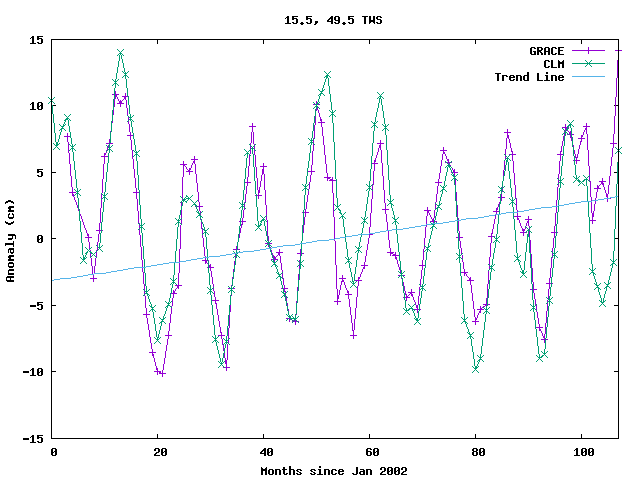 15.5, 49.5 TWS
GRACE
CLM
Trend Line
15
10
5
0
-5
-10
-15
Anomaly (cm)
0 20 40 60 80 100
Months since Jan 2002